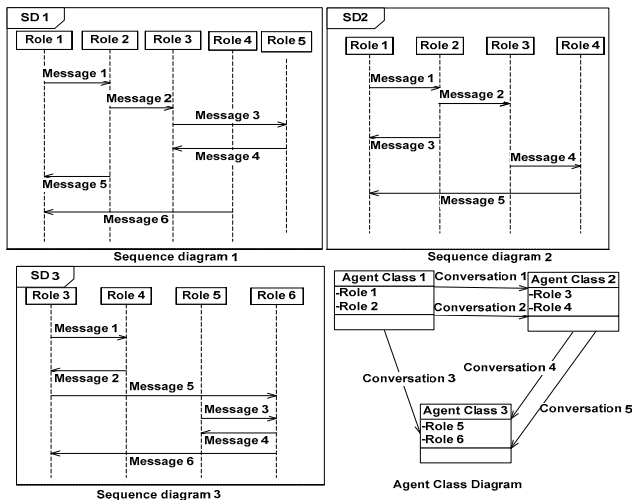 SD 1
Role 1 Role 2 Role 3 Role 4 Role 5
Message 1
Message 2
Message 3
Message 4
Message 5
Message 6
Sequence diagram 1
SD2
Role 1 Role 2 Role 3 Role 4
Message 1
Message 2
Message 3
Message 4
Message 5
Sequence diagram 2
SD 3
Role 3 Role 4 Role 5 Role 6
Message 1
Message 2
Message 5
Message 3
Message 4
Message 6
Sequence diagram 3
Agent Class 1
-Role 1
-Role 2
Conversation 1
Conversation 2
Agent Class 2
-Role 3
-Role 4
Conversation 3
Conversation 4
Conversation 5
Agent Class 3
-Role 5
-Role 6
Agent Class Diagram